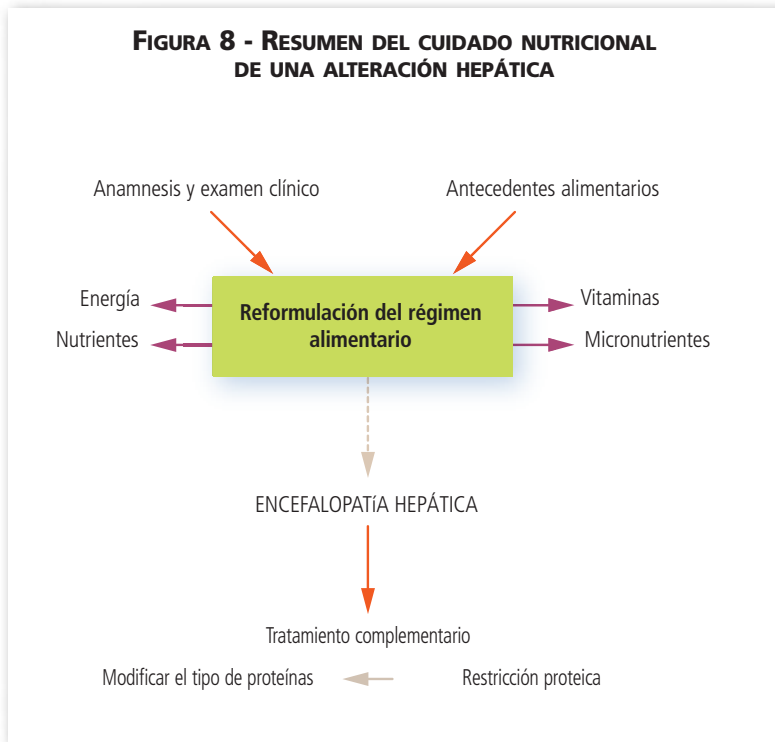 FIGURA 8 - RESUMEN DEL CUIDADO NUTRICIONAL
DE UNA ALTERACIÓN HEPÁTICA
Anamnesis y examen clínico
Antecedentes alimentarios
Energía
Reformulación del régimen
alimentario
Vitaminas
Nutrientes
Micronutrientes
ENCEFALOPATíA HEPÁTICA
Tratamiento complementario
Modificar el tipo de proteínas
Restricción proteica